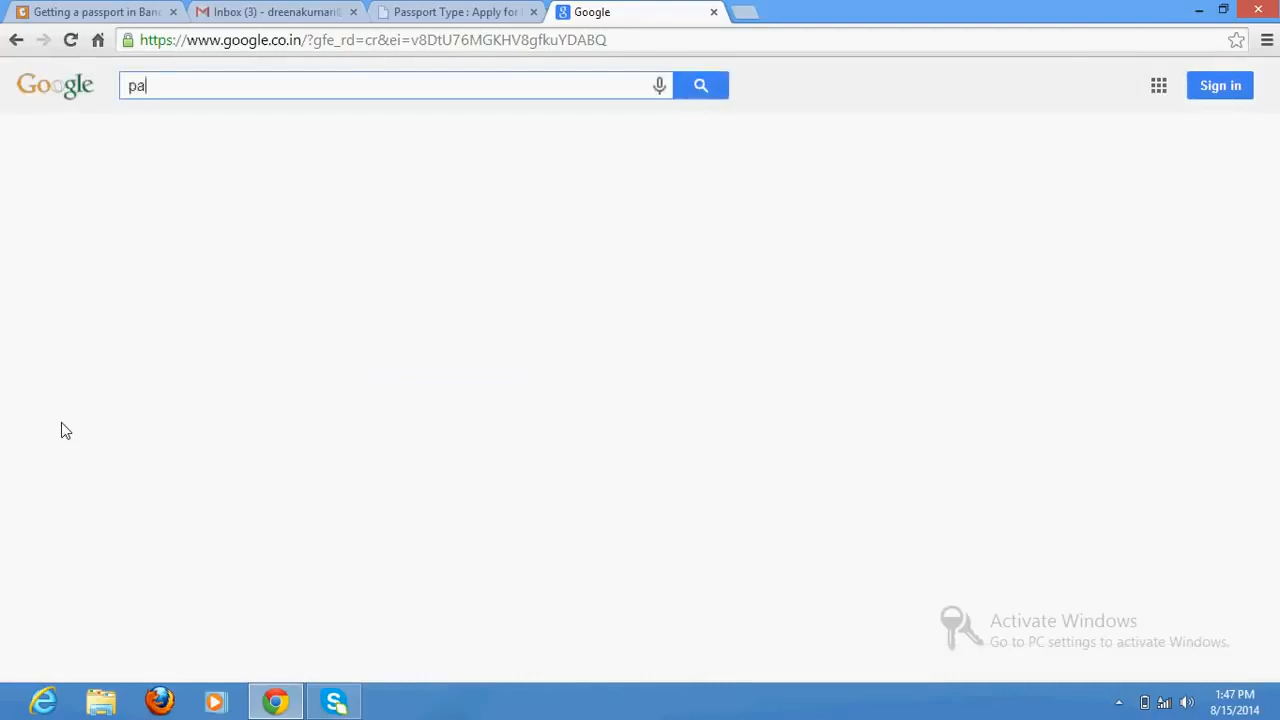 Getting a passport in Banc
Inbox (3) - dreenakumari@
Passport Type : Apply for
Google
https://www.google.co.in/?gfe_rd=cr&ei=v8DtU76MGKHV8gfkuYDABQ
Google
pa
Sign in
Activate Windows
Go to PC settings to activate Windows.
1:47 PM
8/15/2014